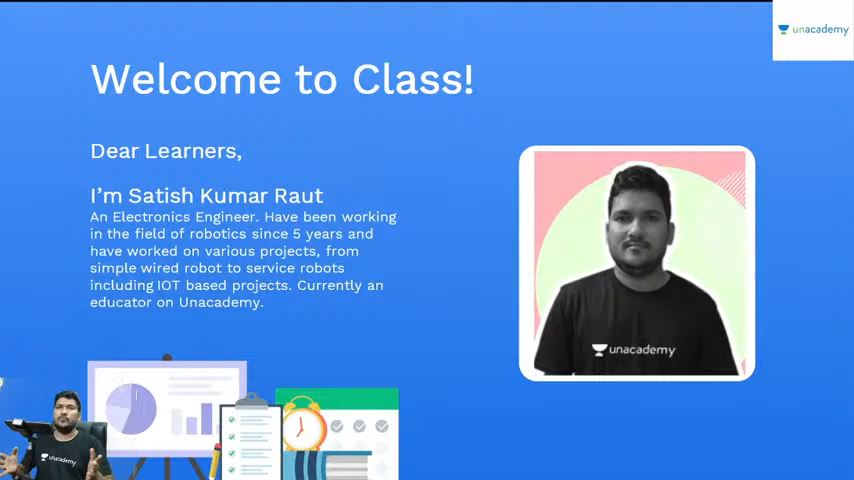 unacademy
Welcome to Class!
Dear Learners,
I'm Satish Kumar Raut
An Electronics Engineer. Have been working
in the field of robotics since 5 years and
have worked on various projects, from
simple wired robot to service robots
including IOT based projects. Currently an
educator on Unacademy.
unacademy
unacademy